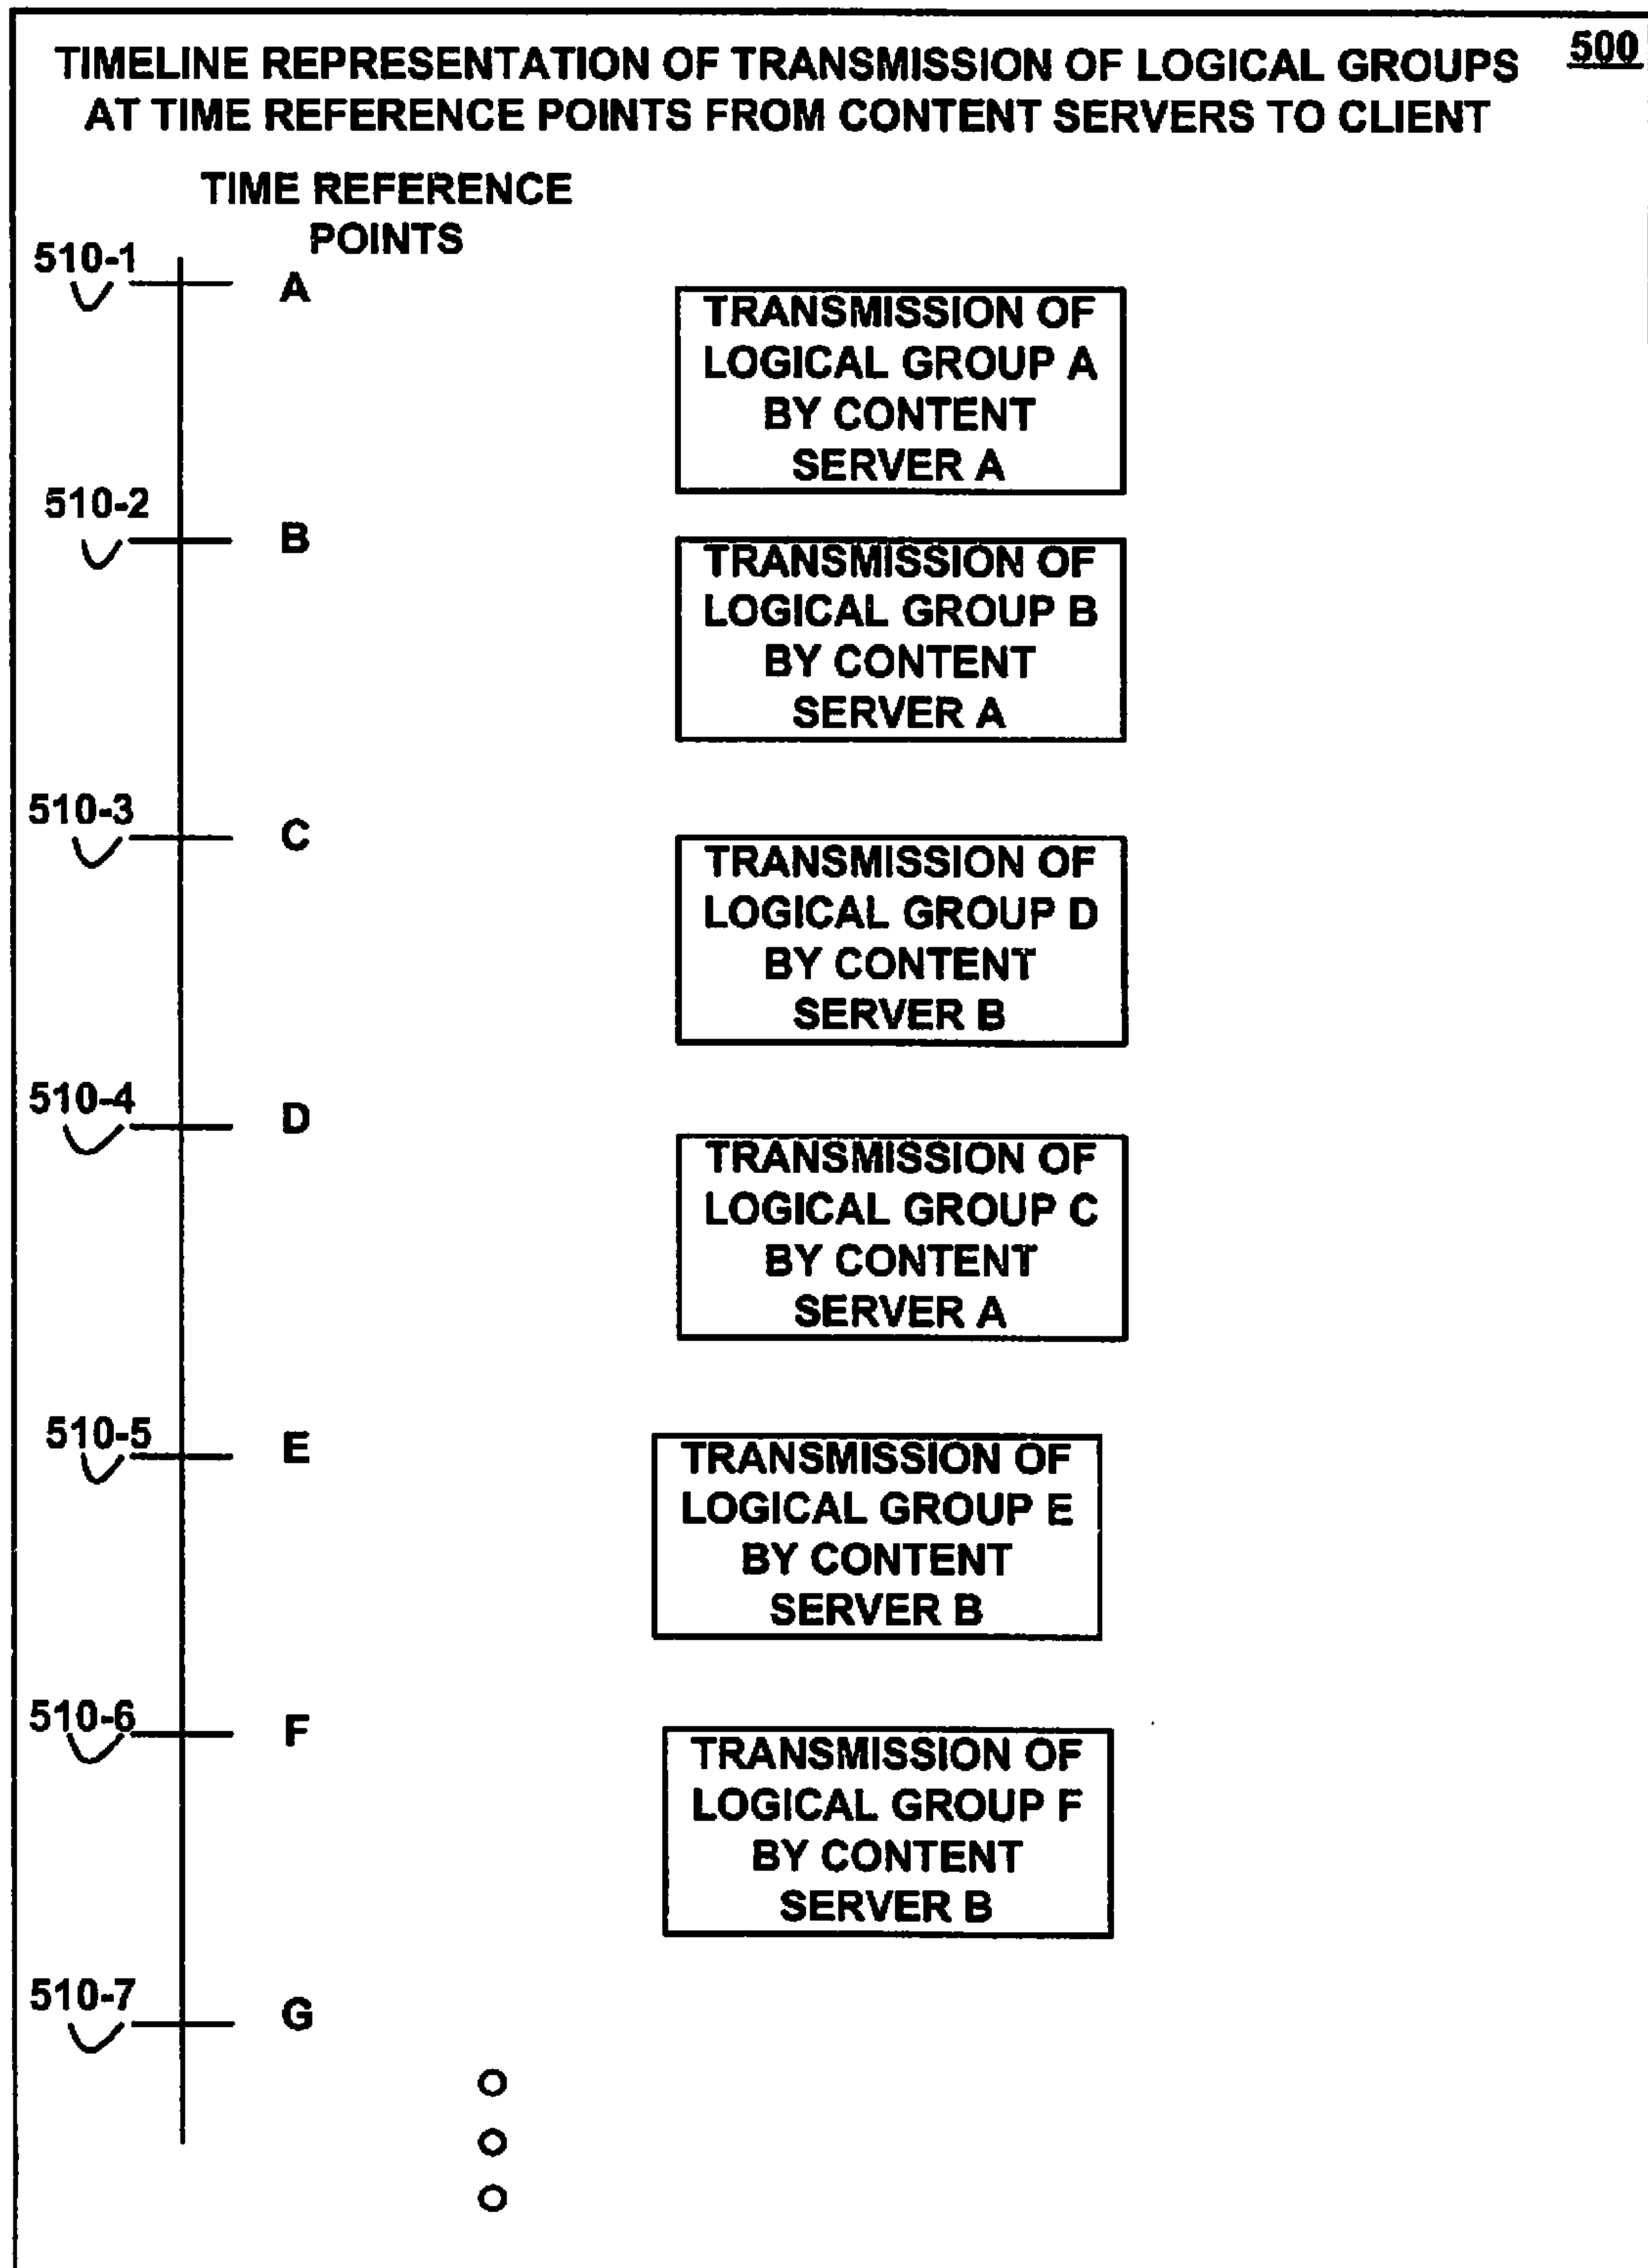 TIMELINE REPRESENTATION OF TRANSMISSION OF LOGICAL GROUPS
AT TIME REFERENCE POINTS FROM CONTENT SERVERS TO CLIENT
500
TIME REFERENCE
POINTS
510-1
A
TRANSMISSION OF
LOGICAL GROUP A
BY CONTENT
SERVER A
510-2
B
TRANSMISSION OF
LOGICAL GROUP B
BY CONTENT
SERVER A
510-3
C
TRANSMISSION OF
LOGICAL GROUP D
BY CONTENT
SERVER B
510-4
D
TRANSMISSION OF
LOGICAL GROUP C
BY CONTENT
SERVER A
510-5
E
TRANSMISSION OF
LOGICAL GROUP E
BY CONTENT
SERVER B
510-6
F
TRANSMISSION OF
LOGICAL GROUP F
BY CONTENT
SERVER B
510-7
G